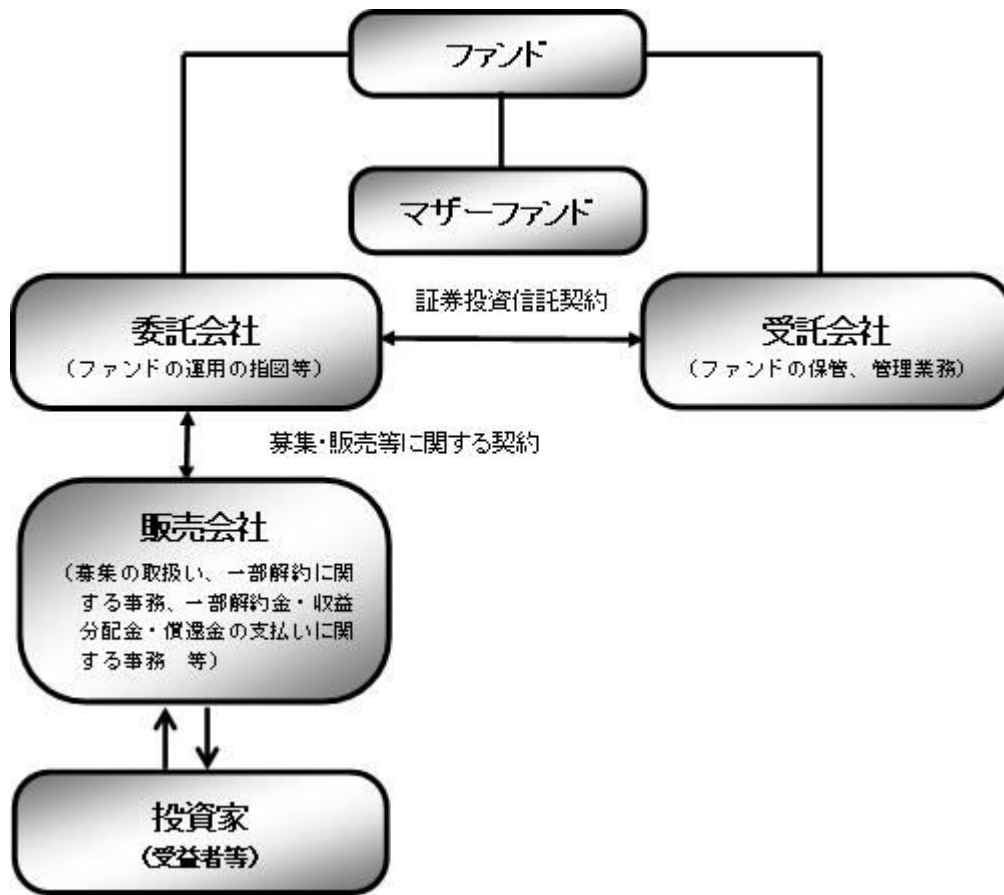 ファンド
マザーファンド
証券投資信託契約
委託会社
（ファンドの運用の指図等）
受託会社
（ファンドの保管、管理業務）
募集・販売等に関する契約
販売会社
（募集の取扱い、一部解約に関
する事務、一部解約金・収益
分配金・償還金の支払いに関
する事務　等）
投資家
（受益者等）